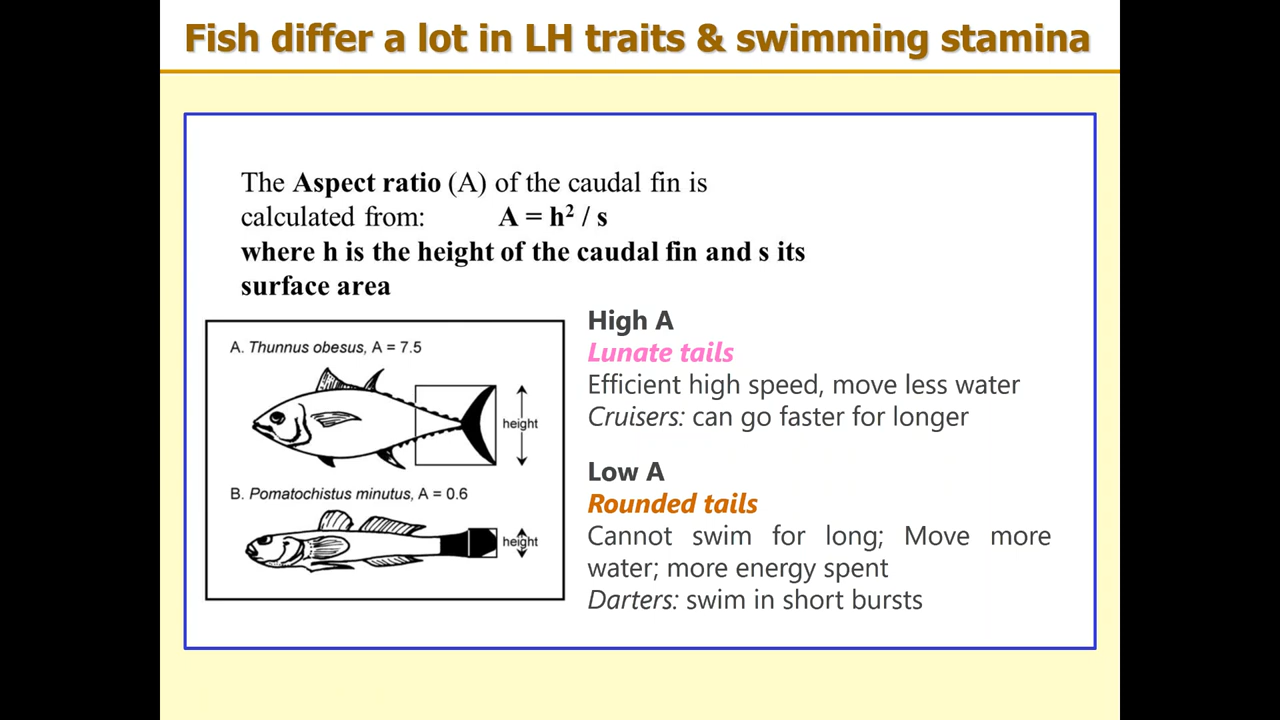 Fish differ a lot in LH traits & swimming stamina
The Aspect ratio (A) of the caudal fin is
calculated from: A = h² / s
where h is the height of the caudal fin and s its
surface area
A. Thunnus obesus, A = 7.5
height
B. Pomatochistus minutus, A = 0.6
height
High A
Lunate tails
Efficient high speed, move less water
Cruisers: can go faster for longer
Low A
Rounded tails
Cannot swim for long; Move more
water; more energy spent
Darters: swim in short bursts